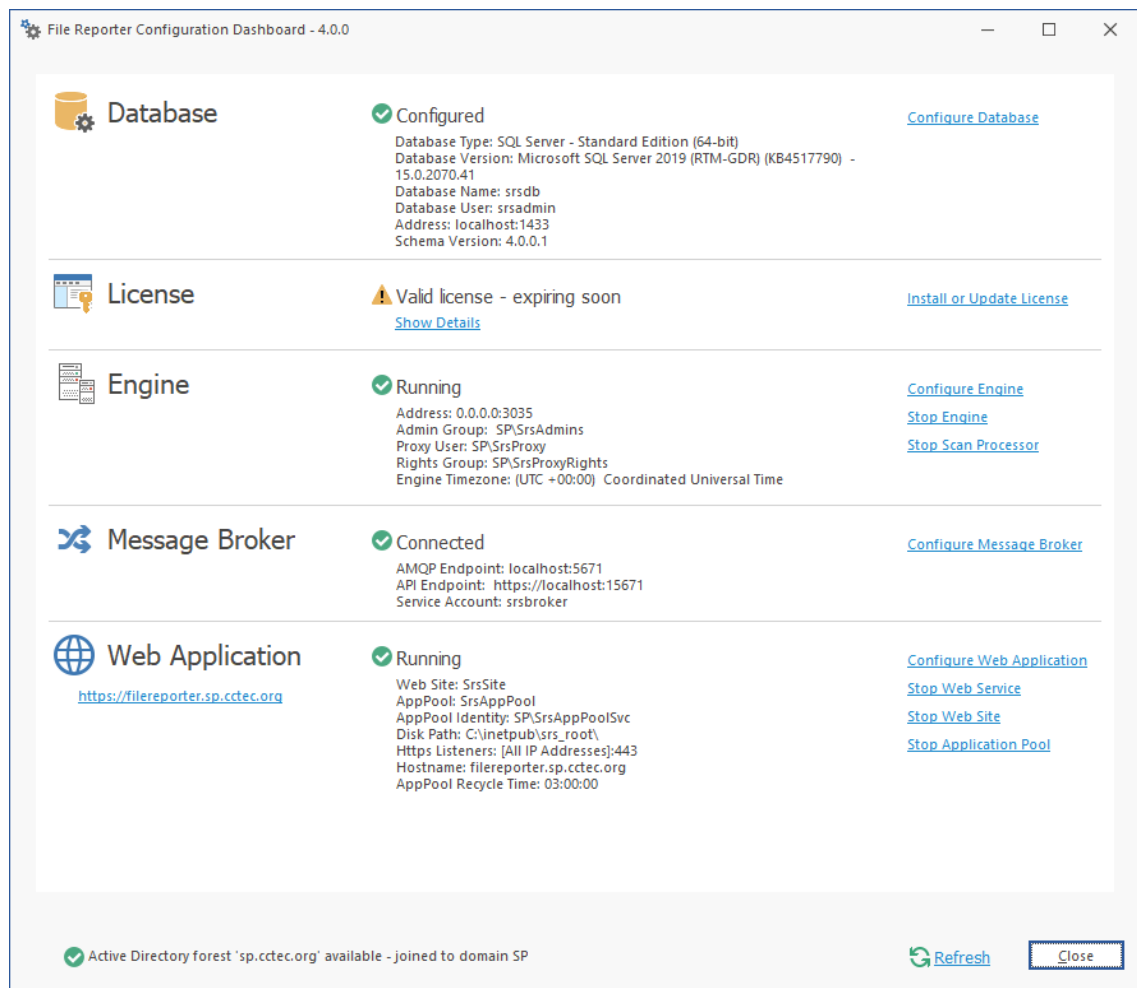 File Reporter Configuration Dashboard - 4.0.0
Database
Configured
Configure Database
Database Type: SQL Server - Standard Edition (64-bit)
Database Version: Microsoft SQL Server 2019 (RTM-GDR) (KB4517790)  -
15.0.2070.41
Database Name: srsdb
Database User: srsadmin
Address: localhost:1433
Schema Version: 4.0.0.1
License
Valid license - expiring soon
Install or Update License
Show Details
Engine
Running
Configure Engine
Address: 0.0.0.0:3035
Stop Engine
Admin Group:  SP\SrsAdmins
Proxy User: SP\SrsProxy
Stop Scan Processor
Rights Group: SP\SrsProxyRights
Engine Timezone: (UTC +00:00)  Coordinated Universal Time
Message Broker
Connected
Configure Message Broker
AMQP Endpoint: localhost:5671
API Endpoint:  https://localhost:15671
Service Account: srsbroker
Web Application
Running
Configure Web Application
https://filereporter.sp.cctec.org
Web Site: SrsSite
Stop Web Service
AppPool: SrsAppPool
AppPool Identity: SP\SrsAppPoolSvc
Stop Web Site
Disk Path: C:\inetpub\srs_root\
Https Listeners: [All IP Addresses]:443
Stop Application Pool
Hostname: filereporter.sp.cctec.org
AppPool Recycle Time: 03:00:00
Active Directory forest 'sp.cctec.org' available - joined to domain SP
Refresh
Close